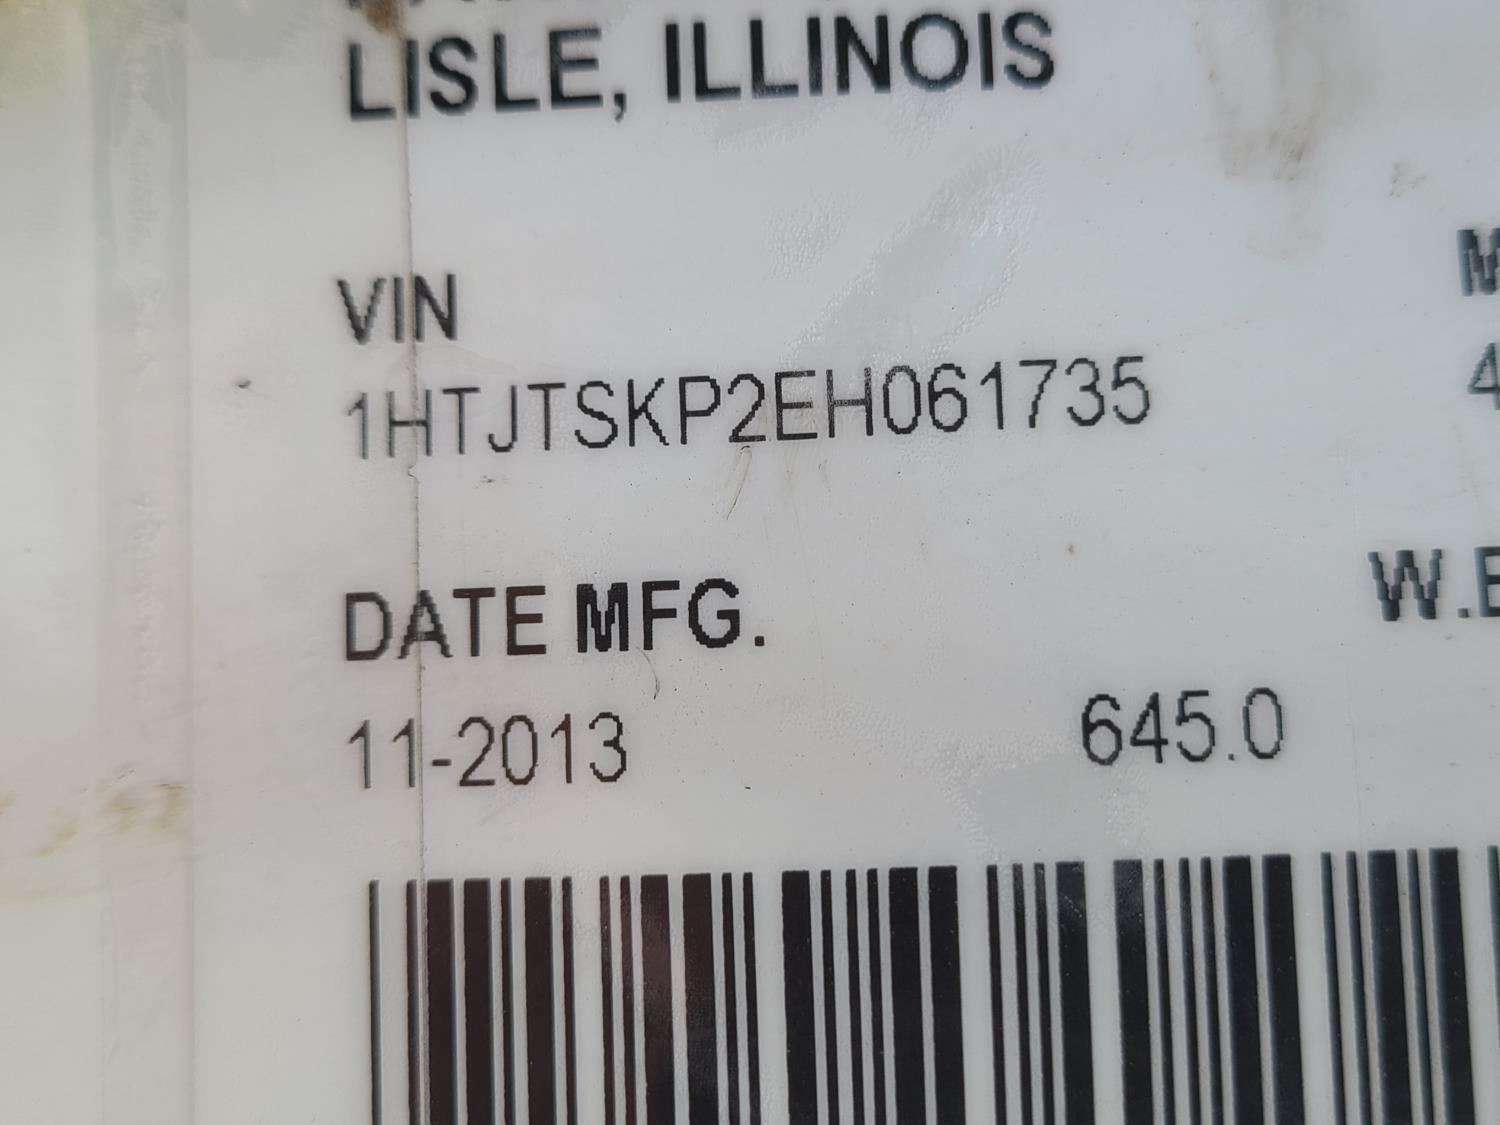 LISLE, ILLINOIS
VIN
1HTJTSKP2EH061735
DATE MFG.
11-2013
645.0